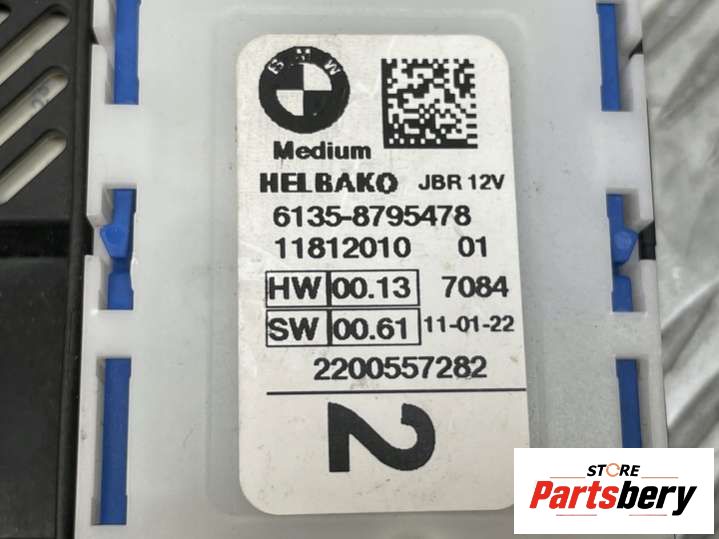 BMW
Medium
HELBAKO JBR 12V
6135-8795478
11812010 01
HW 00.13 7084
SW 00.61 11-01-22
2200557282
2
STORE
Partsbery